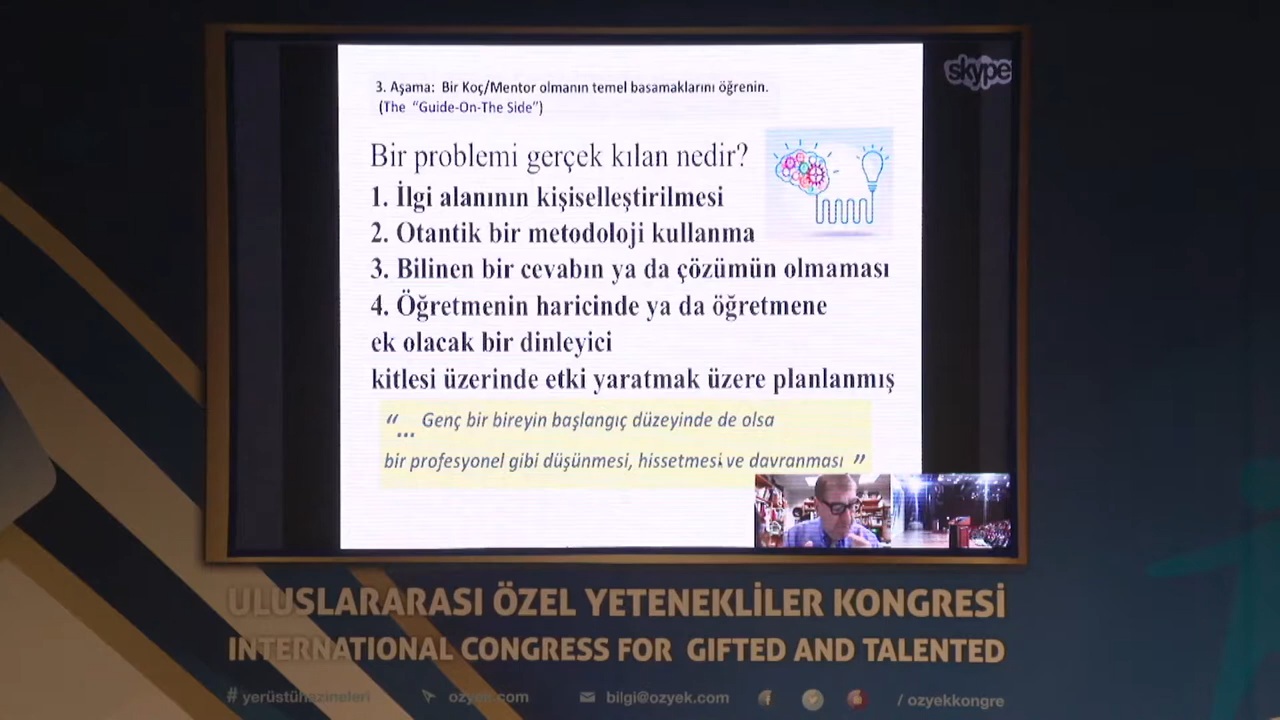 skype
3. Aşama: Bir Koç/Mentor olmanın temel basamaklarını öğrenin.
(The "Guide-On-The Side")
Bir problemi gerçek kılan nedir?
1. İlgi alanının kişiselleştirilmesi
2. Otantik bir metodoloji kullanma
3. Bilinen bir cevabın ya da çözümün olmaması
4. Öğretmenin haricinde ya da öğretmene
ek olacak bir dinleyici
kitlesi üzerinde etki yaratmak üzere planlanmış
“... Genç bir bireyin başlangıç düzeyinde de olsa
bir profesyonel gibi düşünmesi, hissetmesi ve davranması ”
ULUSLARARASI ÖZEL YETENEKLİLER KONGRESİ
INTERNATIONAL CONGRESS FOR GIFTED AND TALENTED
#yerüstühazineleri ozyek.com bilgi@ozyek.com / ozyekkongre